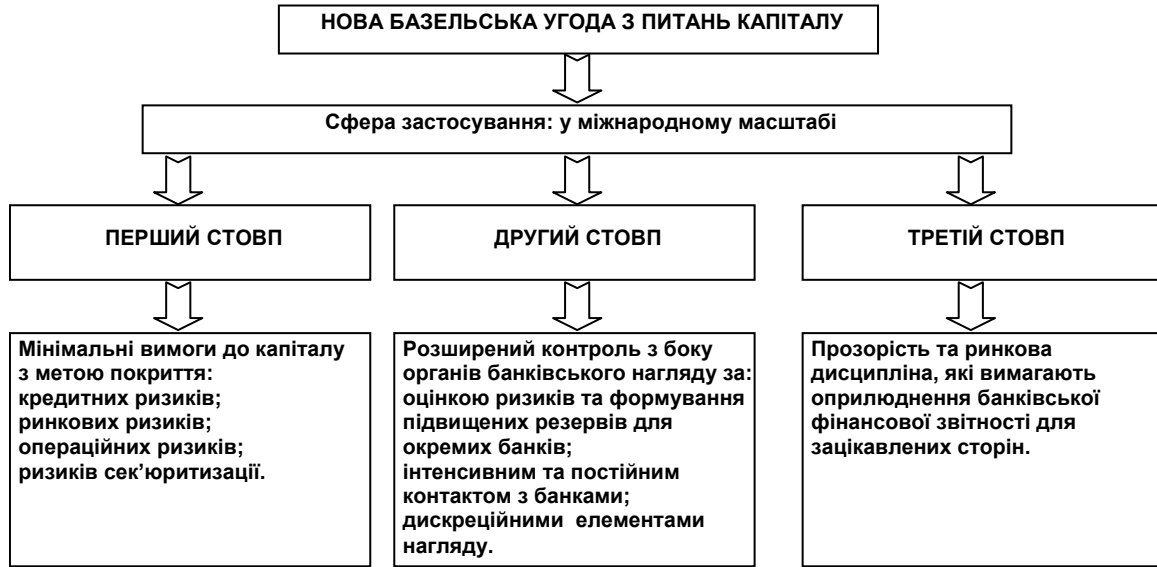 НОВА БАЗЕЛЬСЬКА УГОДА З ПИТАНЬ КАПІТАЛУ
Сфера застосування: у міжнародному масштабі
ПЕРШИЙ СТОВП
ДРУГИЙ СТОВП
ТРЕТІЙ СТОВП
Мінімальні вимоги до капіталу
з метою покриття:
кредитних ризиків;
ринкових ризиків;
операційних ризиків;
ризиків сек’юритизації.
Розширений контроль з боку
органів банківського нагляду за:
оцінкою ризиків та формування
підвищених резервів для
окремих банків;
інтенсивним та постійним
контактом з банками;
дискреційними елементами
нагляду.
Прозорість та ринкова
дисципліна, які вимагають
оприлюднення банківської
фінансової звітності для
зацікавлених сторін.